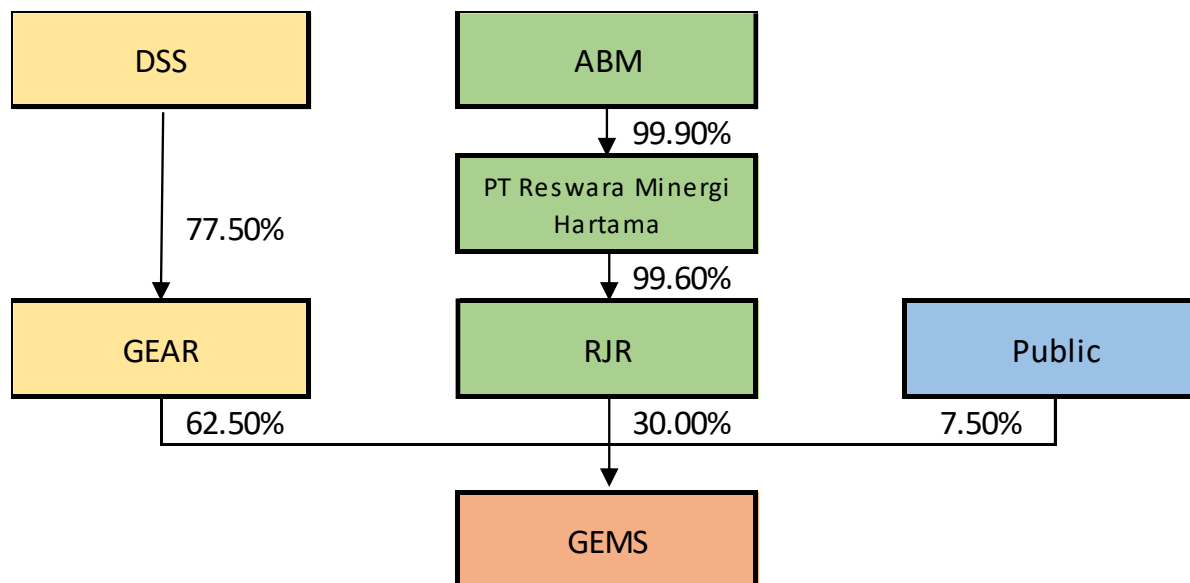 DSS
ABM
99.90%
PT Reswara Minergi
Hartama
77.50%
99.60%
GEAR
RJR
Public
62.50%
30.00%
7.50%
GEMS